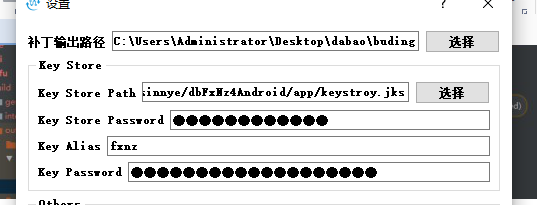 设置
补丁输出路径 C:\Users\Administrator\Desktop\dabao\buding 选择
Key Store
Key Store Path innye/dbFxNz4Android/app/keystroy.jks 选择
Key Store Password ●●●●●●●●●●●●
Key Alias fxnz
Key Password ●●●●●●●●●●●●●●●●●●●
Others